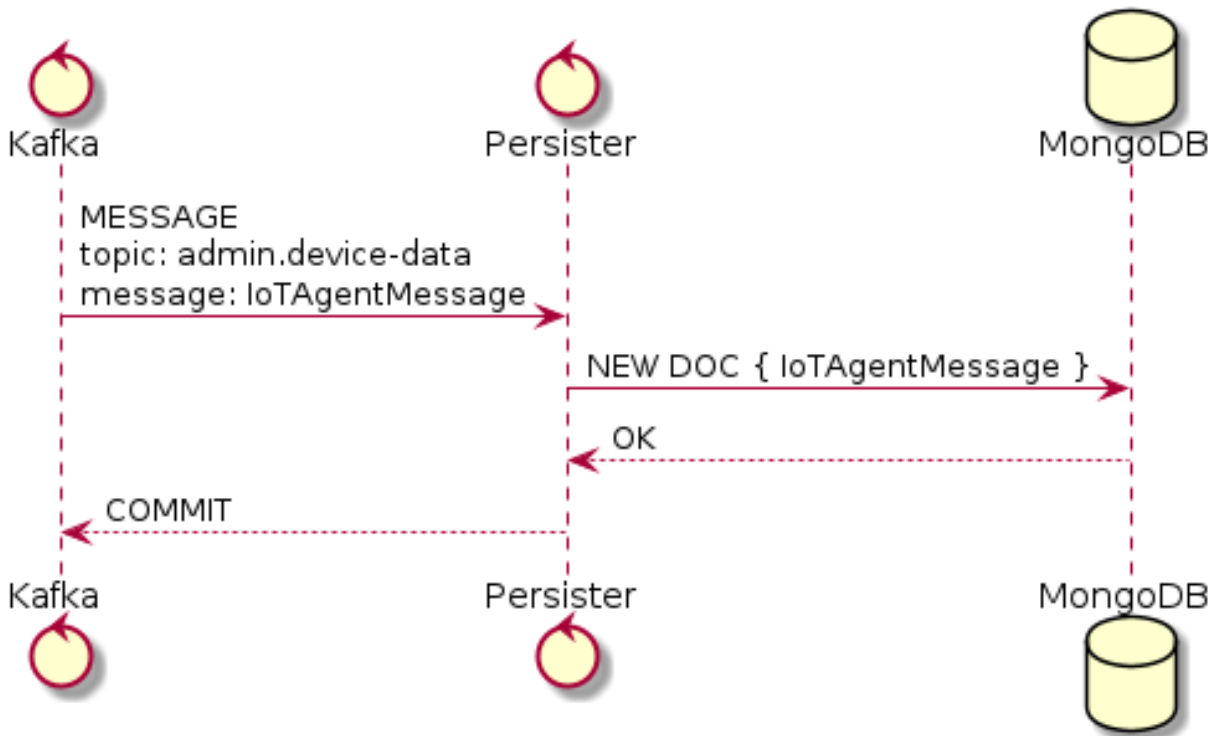 Kafka
Persister
MongoDB
MESSAGE
topic: admin.device-data
message: IoTAgentMessage
NEW DOC { IoTAgentMessage }
OK
COMMIT
Kafka
Persister
MongoDB